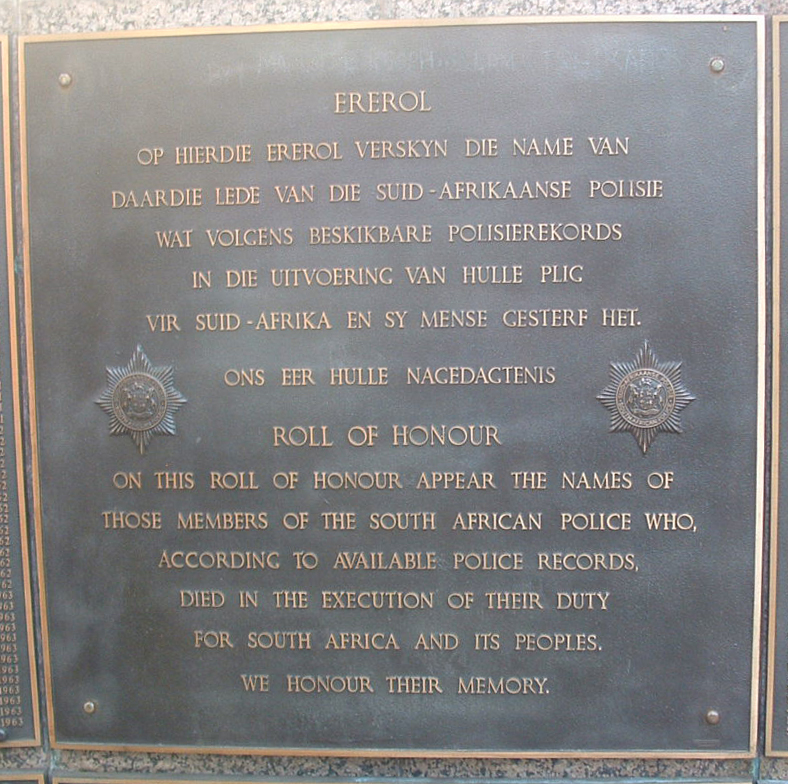 EREROL
OP HIERDIE EREROL VERSKYN DIE NAME VAN
DAARDIE LEDE VAN DIE SUID-AFRIKAANSE POLISIE
WAT VOLGENS BESKIKBARE POLISIEREKORDS
IN DIE UITVOERING VAN HULLE PLIG
VIR SUID-AFRIKA EN SY MENSE GESTERF HET.
ONS EER HULLE NAGEDAGTENIS
ROLL OF HONOUR
ON THIS ROLL OF HONOUR APPEAR THE NAMES OF
THOSE MEMBERS OF THE SOUTH AFRICAN POLICE WHO,
ACCORDING TO AVAILABLE POLICE RECORDS,
DIED IN THE EXECUTION OF THEIR DUTY
FOR SOUTH AFRICA AND ITS PEOPLES.
WE HONOUR THEIR MEMORY.